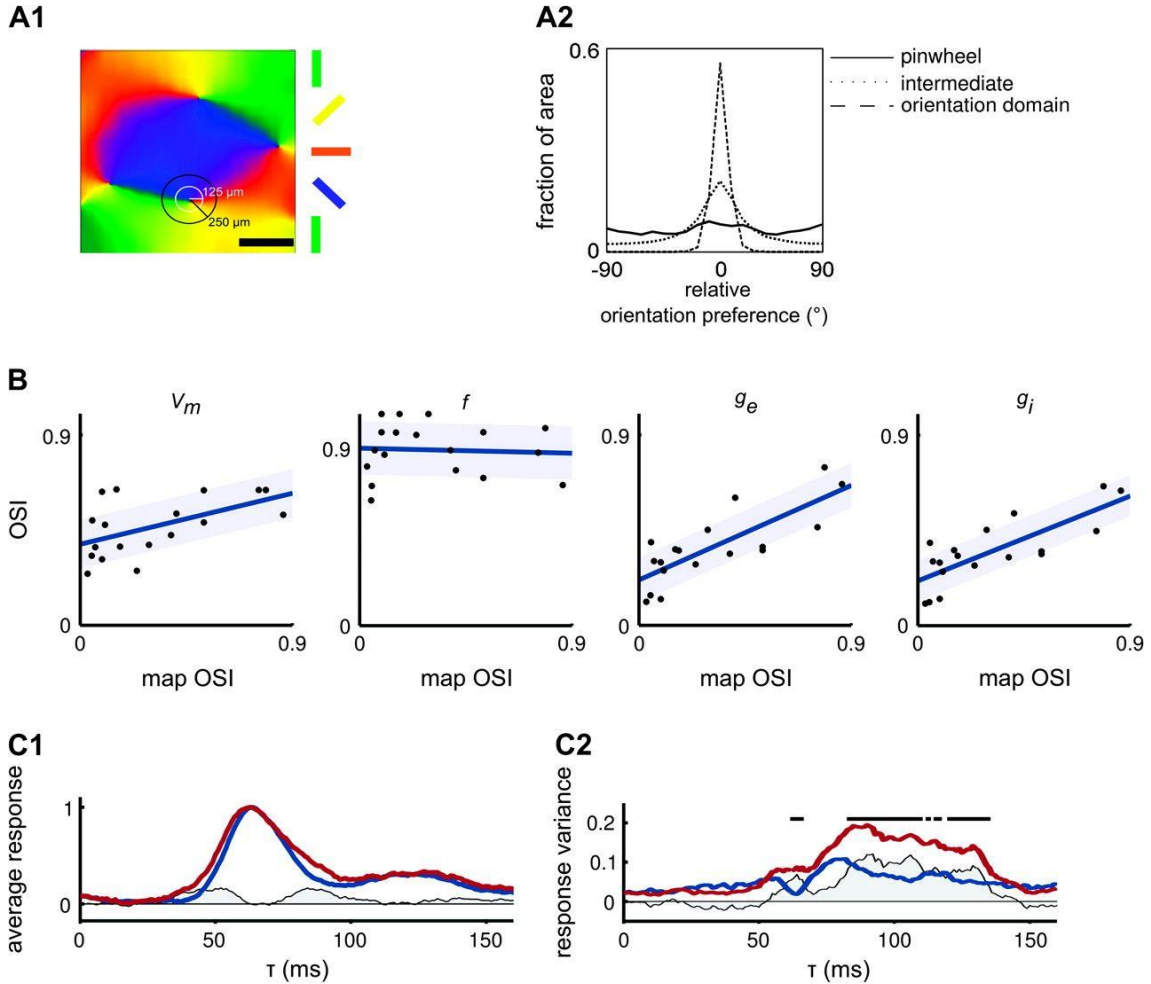 A1
125 μm
250 μm
A2
0.6
fraction of area
0
-90
0
90
relative
orientation preference (°)
pinwheel
intermediate
orientation domain
B
Vm
f
ge
gi
OSI
0.9
0
0
0.9
map OSI
0.9
0
0
0.9
map OSI
0.9
0
0
0.9
map OSI
0.9
0
0
0.9
map OSI
C1
average response
1
0
0
50
100
150
τ (ms)
C2
response variance
0.2
0.1
0
0
50
100
150
τ (ms)